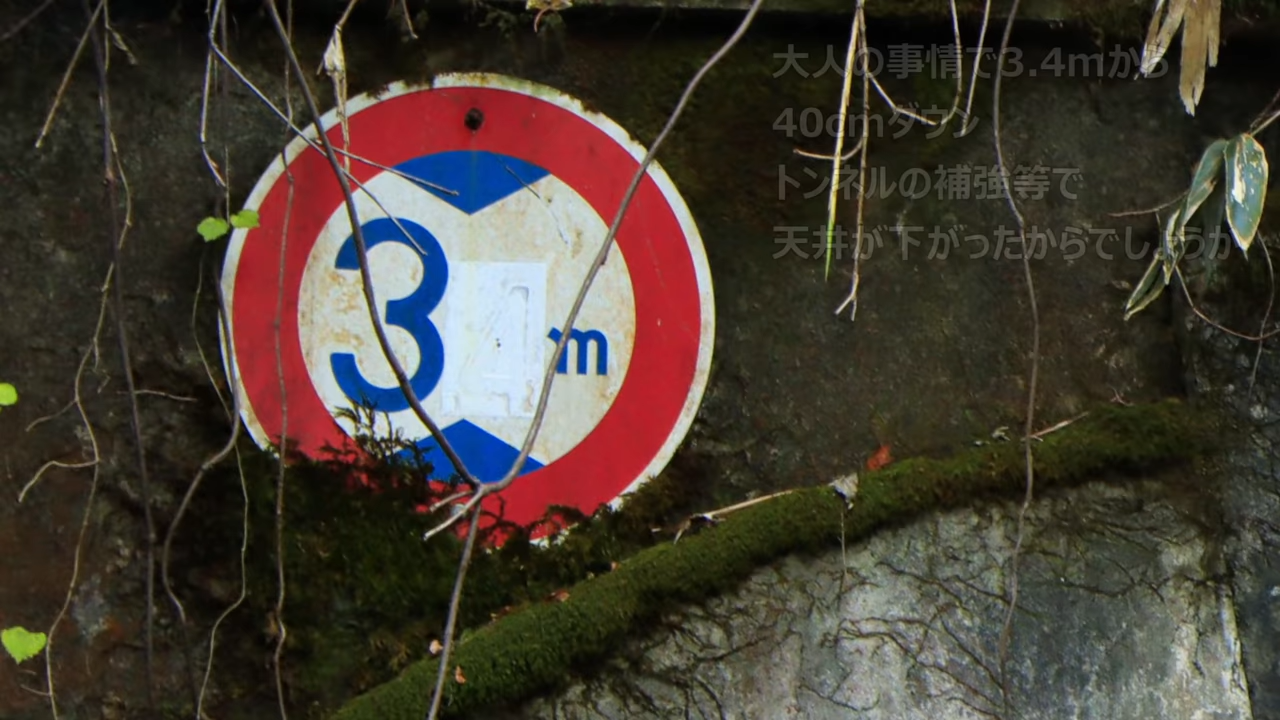 大人の事情で3.4mから
40cmダウン
トンネルの補強等で
天井が下がったからでしょうか
3
m